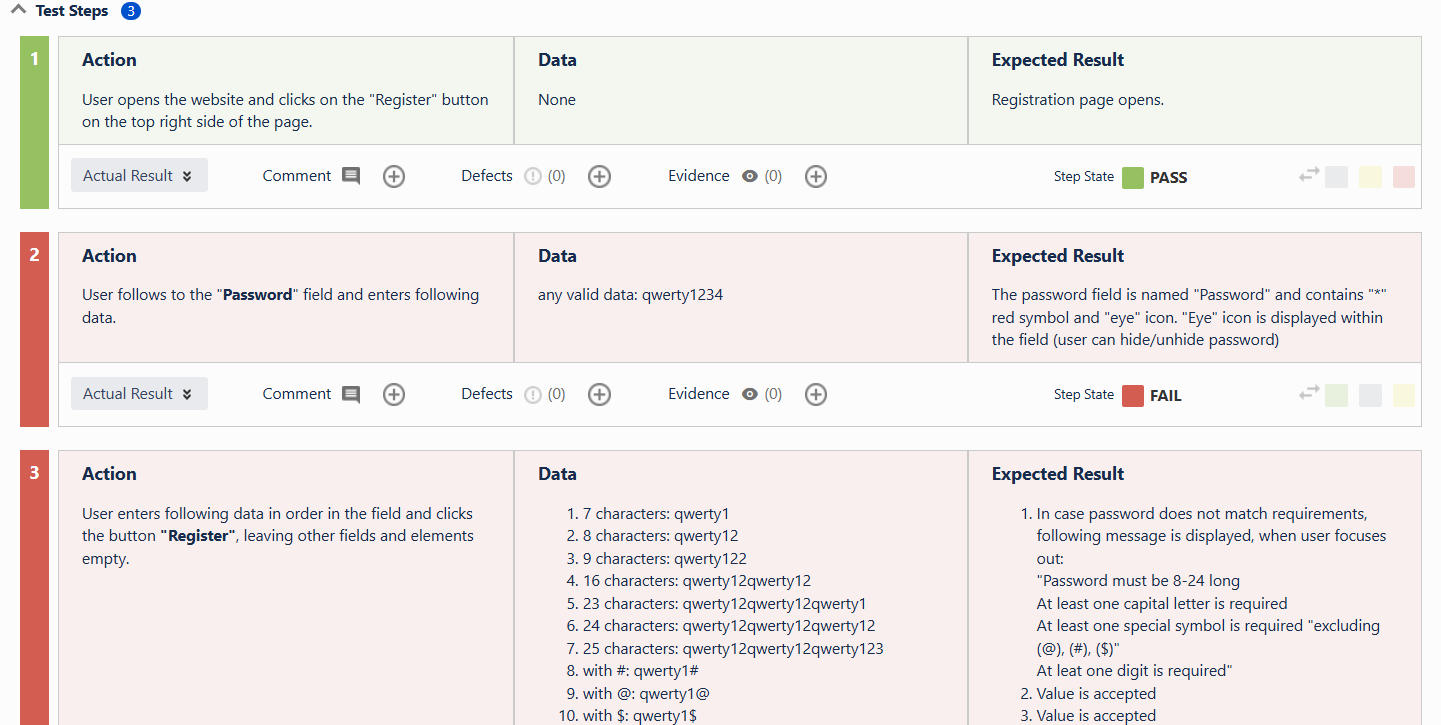 Test Steps 3
1
Action
User opens the website and clicks on the "Register" button
on the top right side of the page.
Data
None
Expected Result
Registration page opens.
Actual Result
Comment
Defects (0)
Evidence (0)
Step State PASS
2
Action
User follows to the "Password" field and enters following
data.
Data
any valid data: qwerty1234
Expected Result
The password field is named "Password" and contains "*"
red symbol and "eye" icon. "Eye" icon is displayed within
the field (user can hide/unhide password)
Actual Result
Comment
Defects (0)
Evidence (0)
Step State FAIL
3
Action
User enters following data in order in the field and clicks
the button "Register", leaving other fields and elements
empty.
Data
1. 7 characters: qwerty1
2. 8 characters: qwerty12
3. 9 characters: qwerty122
4. 16 characters: qwerty12qwerty12
5. 23 characters: qwerty12qwerty12qwerty1
6. 24 characters: qwerty12qwerty12qwerty12
7. 25 characters: qwerty12qwerty12qwerty123
8. with #: qwerty1#
9. with @: qwerty1@
10. with $: qwerty1$
Expected Result
1. In case password does not match requirements,
following message is displayed, when user focuses
out:
"Password must be 8-24 long
At least one capital letter is required
At least one special symbol is required "excluding
(@), (#), ($)"
At leat one digit is required"
2. Value is accepted
3. Value is accepted